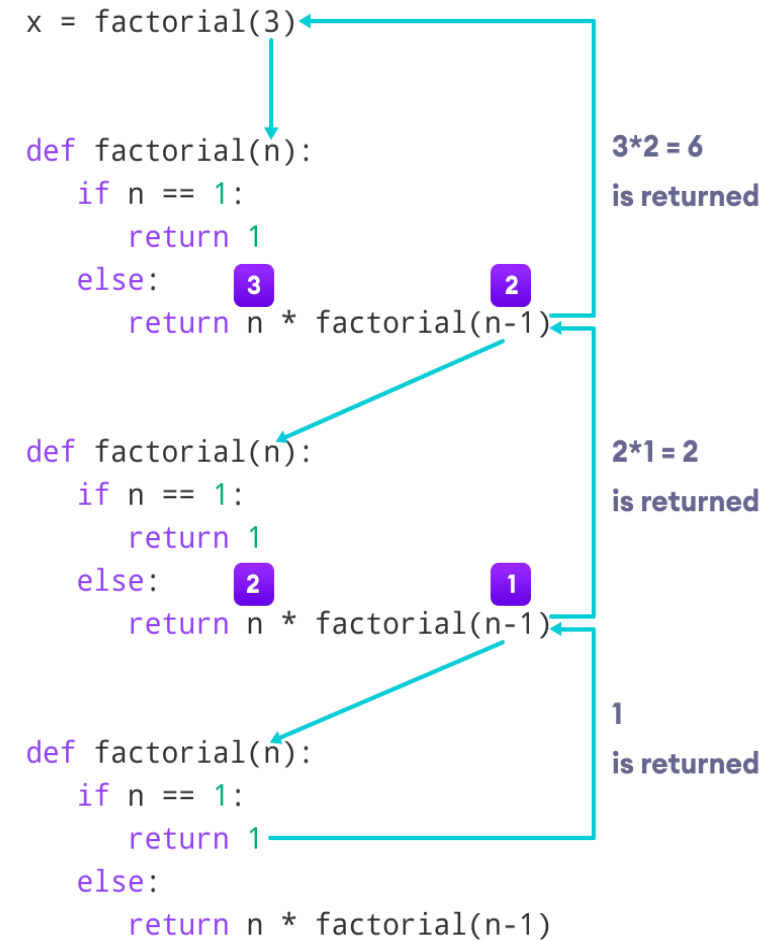 x = factorial(3)
def factorial(n):
if n == 1:
return 1
else:
3 2
return n * factorial(n-1)
3*2 = 6
is returned
def factorial(n):
if n == 1:
return 1
else:
2 1
return n * factorial(n-1)
2*1 = 2
is returned
def factorial(n):
if n == 1:
return 1
else:
return n * factorial(n-1)
1
is returned